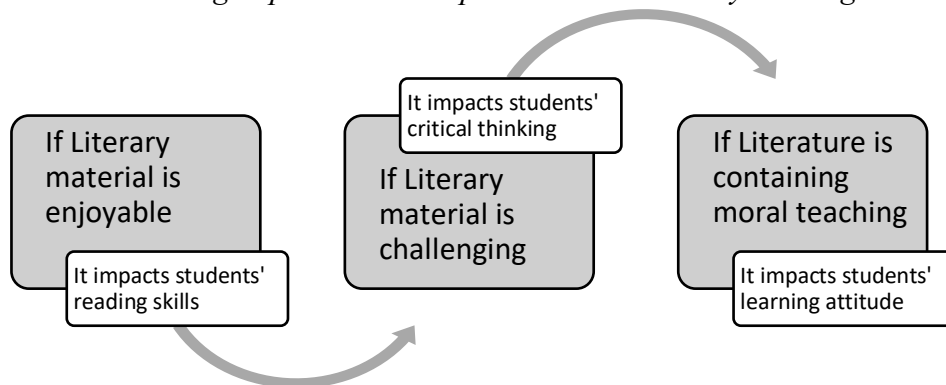 If Literary
material is
enjoyable
It impacts students'
reading skills
It impacts students'
critical thinking
If Literary
material is
challenging
If Literature is
containing
moral teaching
It impacts students'
learning attitude